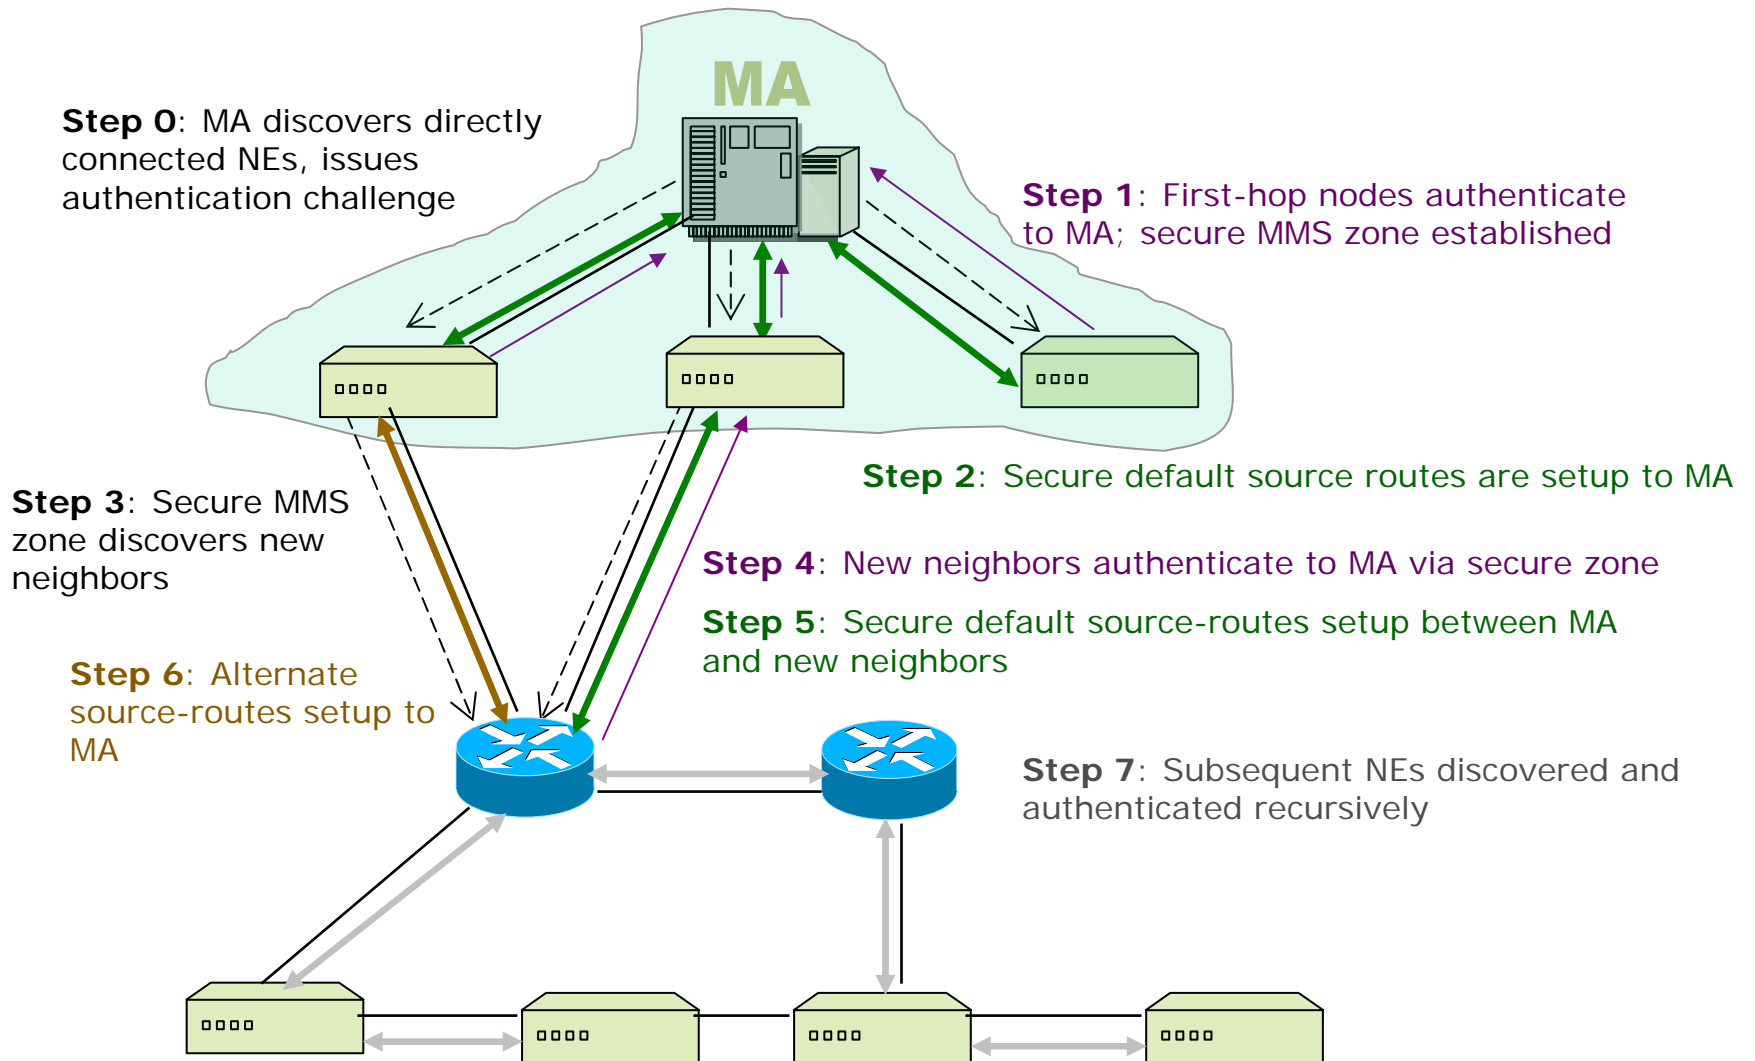 MA
Step 0: MA discovers directly
connected NEs, issues
authentication challenge
Step 1: First-hop nodes authenticate
to MA; secure MMS zone established
Step 2: Secure default source routes are setup to MA
Step 3: Secure MMS
zone discovers new
neighbors
Step 4: New neighbors authenticate to MA via secure zone
Step 5: Secure default source-routes setup between MA
and new neighbors
Step 6: Alternate
source-routes setup to
MA
Step 7: Subsequent NEs discovered and
authenticated recursively